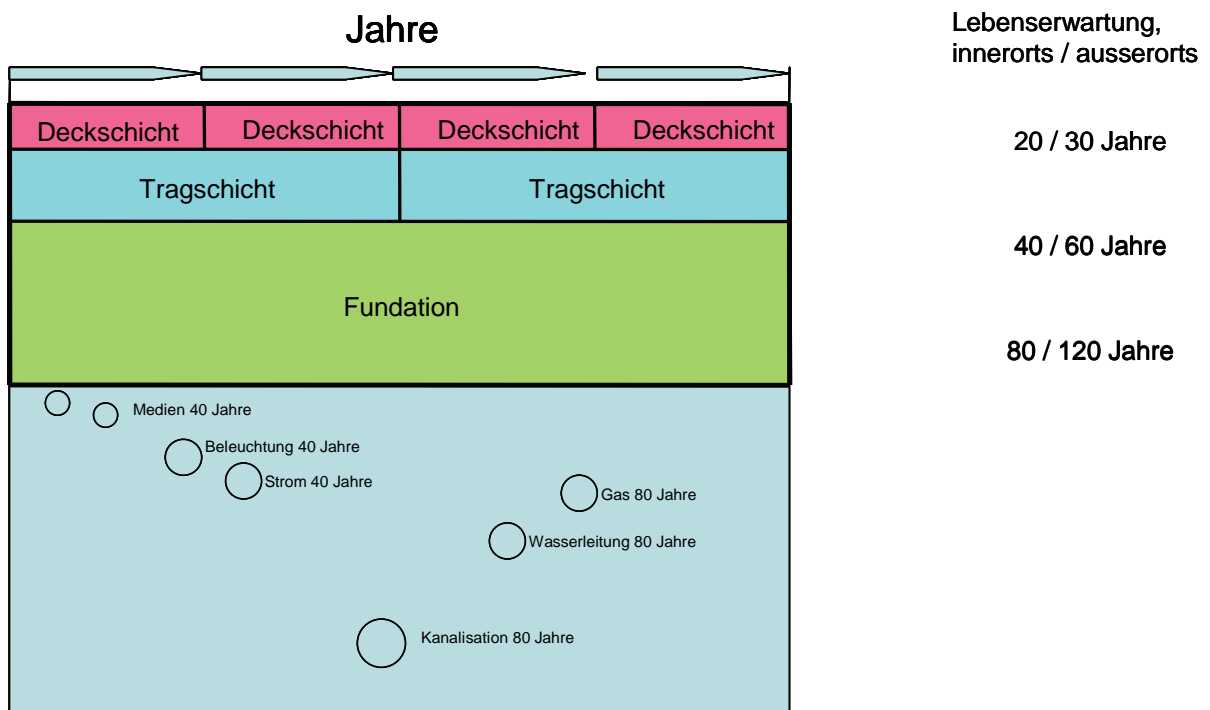 Jahre
Lebenserwartung,
innerorts / ausserorts
Deckschicht Deckschicht Deckschicht Deckschicht
20 / 30 Jahre
Tragschicht Tragschicht
40 / 60 Jahre
Fundation
80 / 120 Jahre
Medien 40 Jahre
Beleuchtung 40 Jahre
Strom 40 Jahre
Gas 80 Jahre
Wasserleitung 80 Jahre
Kanalisation 80 Jahre